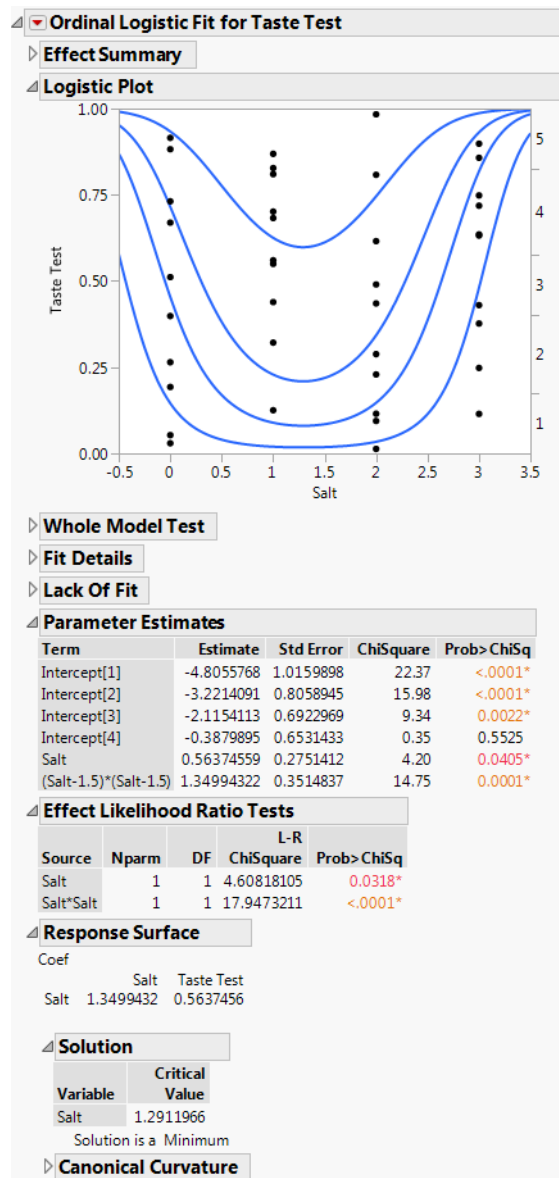 Ordinal Logistic Fit for Taste Test
Effect Summary
Logistic Plot
1.00
0.75
0.50
0.25
0.00
Taste Test
5
4
3
2
1
-0.5 0 0.5 1 1.5 2 2.5 3 3.5
Salt
Whole Model Test
Fit Details
Lack Of Fit
Parameter Estimates
Term Estimate Std Error ChiSquare Prob>ChiSq
Intercept[1] -4.8055768 1.0159898 22.37 <.0001*
Intercept[2] -3.2214091 0.8058945 15.98 <.0001*
Intercept[3] -2.1154113 0.6922969 9.34 0.0022*
Intercept[4] -0.3879895 0.6531433 0.35 0.5525
Salt 0.56374559 0.2751412 4.20 0.0405*
(Salt-1.5)*(Salt-1.5) 1.34994322 0.3514837 14.75 0.0001*
Effect Likelihood Ratio Tests
L-R
Source Nparm DF ChiSquare Prob>ChiSq
Salt 1 1 4.60818105 0.0318*
Salt*Salt 1 1 17.9473211 <.0001*
Response Surface
Coef
Salt Taste Test
Salt 1.3499432 0.5637456
Solution
Critical
Variable Value
Salt 1.2911966
Solution is a Minimum
Canonical Curvature